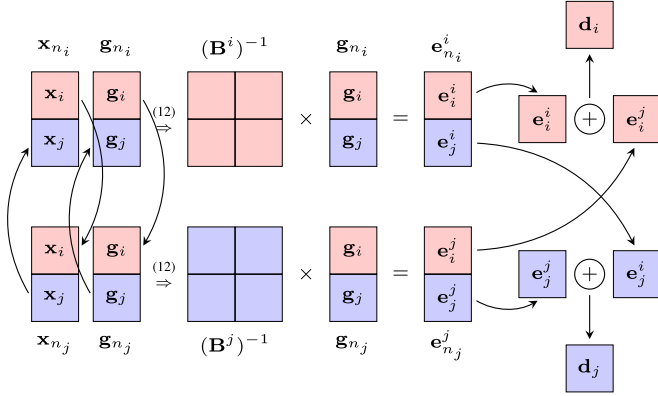 𝐱_{n_i} 𝐠_{n_i} (𝐁^i)^{-1} 𝐠_{n_i} 𝐞^i_{n_i} 𝐝_i
𝐱_i 𝐠_i (12) 𝐠_i 𝐞^i_i
⇒ × = 𝐞^i_i + 𝐞^j_i
𝐱_j 𝐠_j 𝐠_j 𝐞^i_j
𝐱_i 𝐠_i (12) 𝐠_i 𝐞^j_i
⇒ × = 𝐞^j_j + 𝐞^i_j
𝐱_j 𝐠_j 𝐠_j 𝐞^j_j
𝐱_{n_j} 𝐠_{n_j} (𝐁^j)^{-1} 𝐠_{n_j} 𝐞^j_{n_j} 𝐝_j